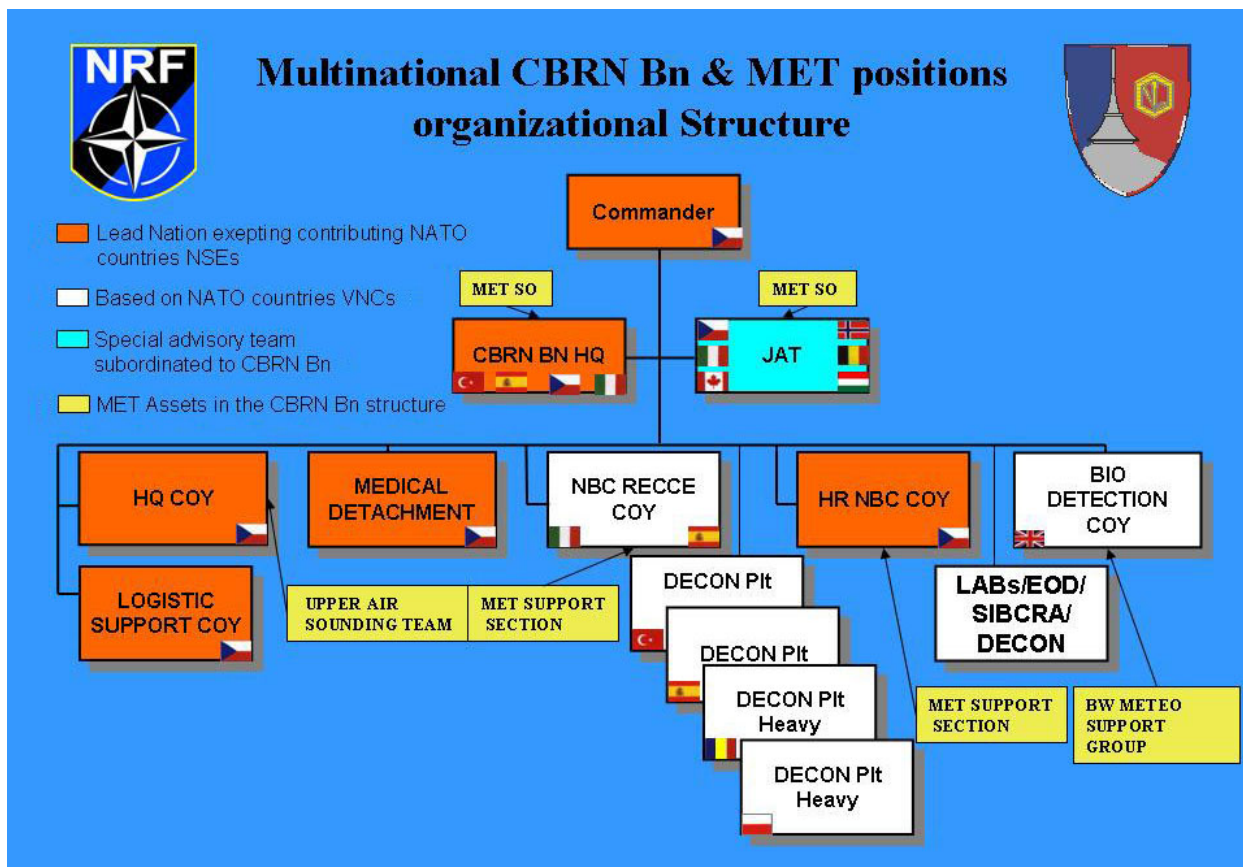 NRF
Multinational CBRN Bn & MET positions
organizational Structure
NL
Commander
Lead Nation exepting contributing NATO
countries NSEs
Based on NATO countries VNCs
Special advisory team
subordinated to CBRN Bn
MET Assets in the CBRN Bn structure
MET SO
MET SO
CBRN BN HQ
JAT
HQ COY
MEDICAL
DETACHMENT
NBC RECCE
COY
HR NBC COY
BIO
DETECTION
COY
LOGISTIC
SUPPORT COY
UPPER AIR
SOUNDING TEAM
MET SUPPORT
SECTION
DECON Plt
DECON Plt
DECON Plt
Heavy
DECON Plt
Heavy
LABs/EOD/
SIBCRA/
DECON
MET SUPPORT
SECTION
BW METEO
SUPPORT
GROUP